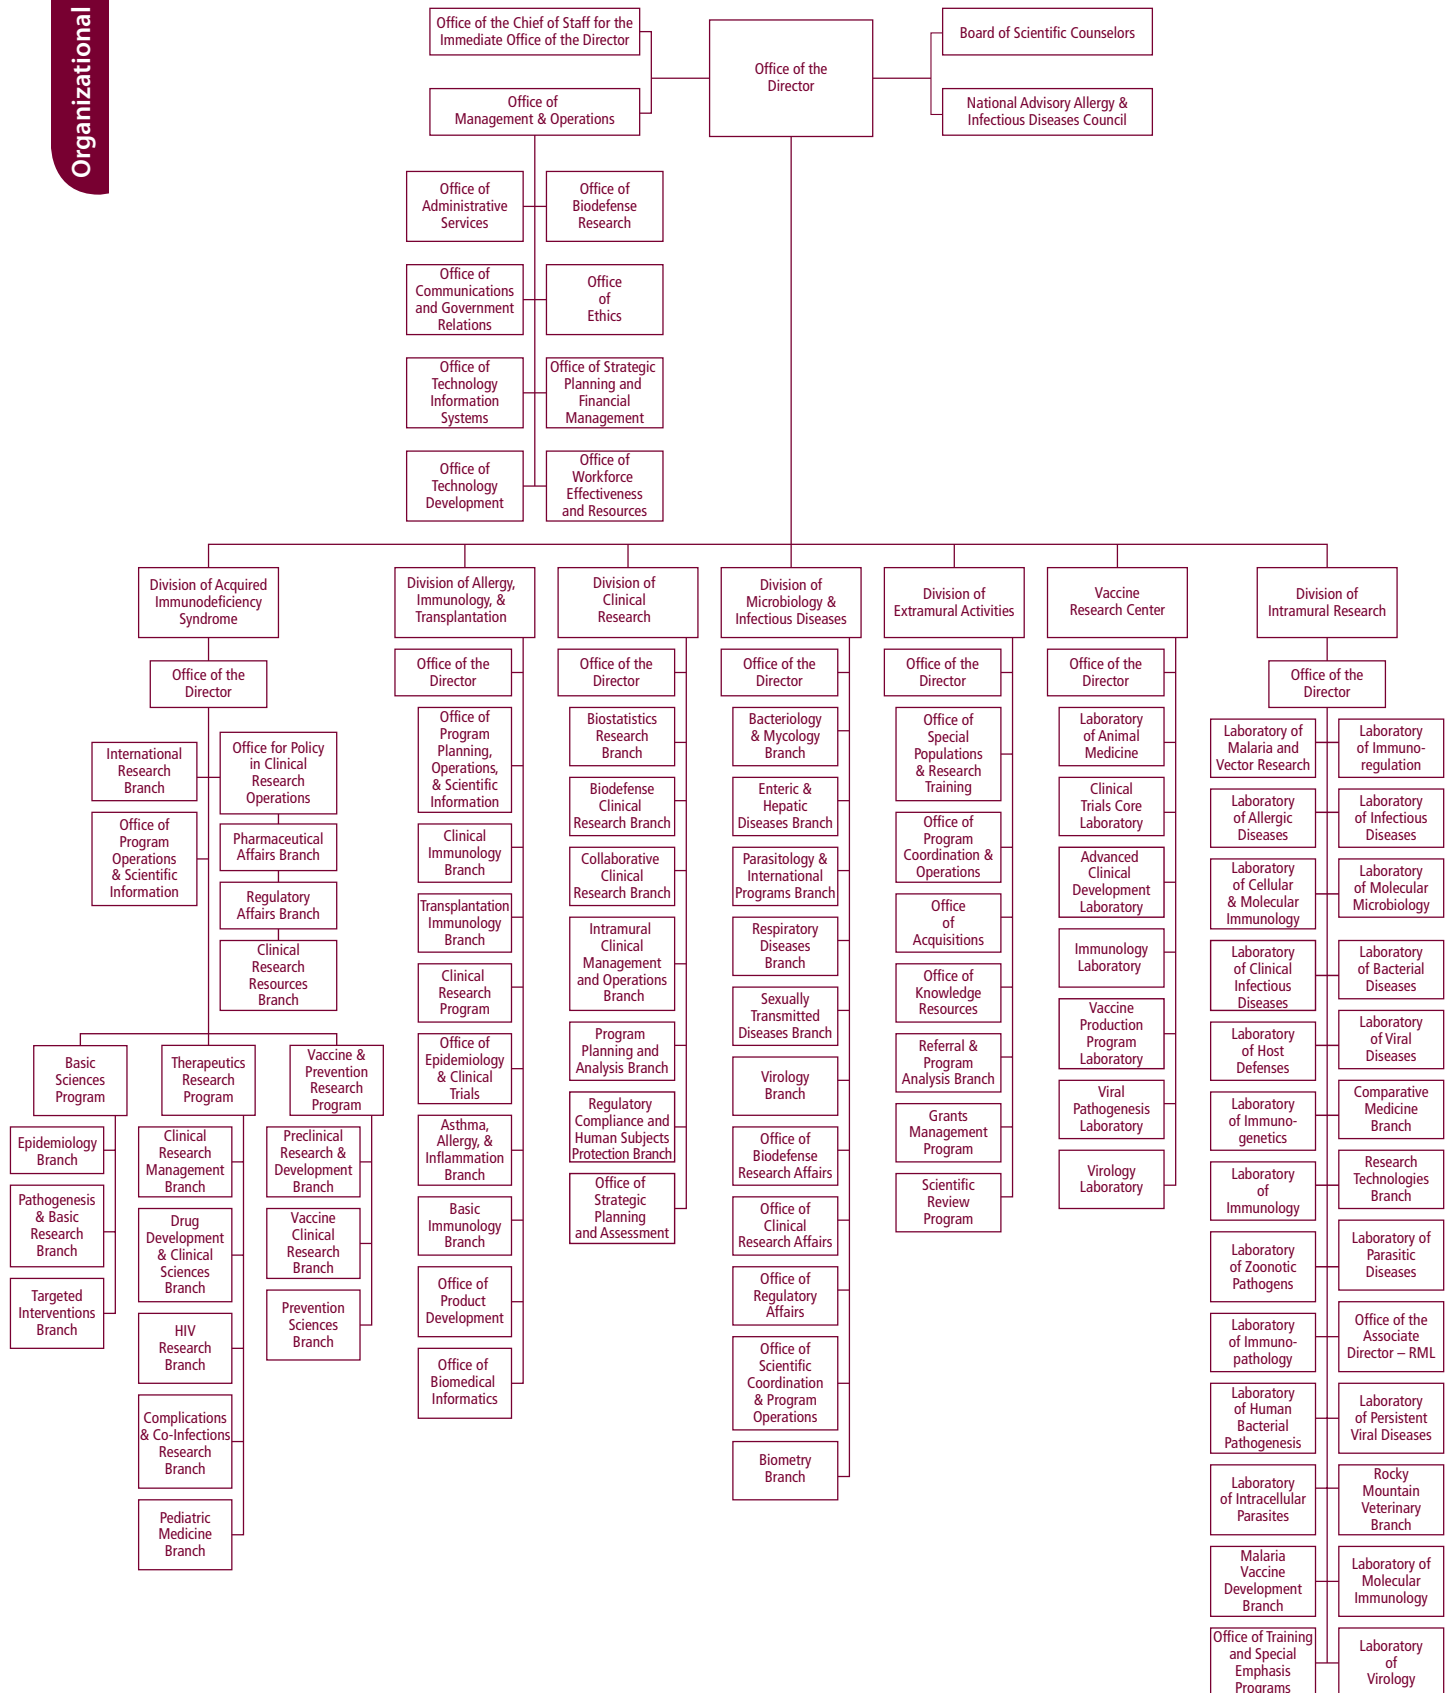 Organizational
Office of the Chief of Staff for the
Immediate Office of the Director
Office of
Management & Operations
Office of the
Director
Board of Scientific Counselors
National Advisory Allergy &
Infectious Diseases Council
Office of
Administrative
Services
Office of
Biodefense
Research
Office of
Communications
and Government
Relations
Office
of
Ethics
Office of
Technology
Information
Systems
Office of Strategic
Planning and
Financial
Management
Office of
Technology
Development
Office of
Workforce
Effectiveness
and Resources
Division of Acquired
Immunodeficiency
Syndrome
Office of the
Director
International
Research
Branch
Office for Policy
in Clinical
Research
Operations
Office of
Program
Operations
& Scientific
Information
Pharmaceutical
Affairs Branch
Regulatory
Affairs Branch
Clinical
Research
Resources
Branch
Basic
Sciences
Program
Epidemiology
Branch
Pathogenesis
& Basic
Research
Branch
Targeted
Interventions
Branch
Therapeutics
Research
Program
Clinical
Research
Management
Branch
Drug
Development
& Clinical
Sciences
Branch
HIV
Research
Branch
Complications
& Co-Infections
Research
Branch
Pediatric
Medicine
Branch
Vaccine &
Prevention
Research
Program
Preclinical
Research &
Development
Branch
Vaccine
Clinical
Research
Branch
Prevention
Sciences
Branch
Division of Allergy,
Immunology, &
Transplantation
Office of the
Director
Office of
Program
Planning,
Operations,
& Scientific
Information
Clinical
Immunology
Branch
Transplantation
Immunology
Branch
Clinical
Research
Program
Office of
Epidemiology
& Clinical
Trials
Asthma,
Allergy, &
Inflammation
Branch
Basic
Immunology
Branch
Office of
Product
Development
Office of
Biomedical
Informatics
Division of
Clinical
Research
Office of the
Director
Biostatistics
Research
Branch
Biodefense
Clinical
Research Branch
Collaborative
Clinical
Research Branch
Intramural
Clinical
Management
and Operations
Branch
Program
Planning and
Analysis Branch
Regulatory
Compliance and
Human Subjects
Protection Branch
Office of
Strategic
Planning
and Assessment
Division of
Microbiology &
Infectious Diseases
Office of the
Director
Bacteriology
& Mycology
Branch
Enteric &
Hepatic
Diseases Branch
Parasitology &
International
Programs Branch
Respiratory
Diseases
Branch
Sexually
Transmitted
Diseases Branch
Virology
Branch
Office of
Biodefense
Research Affairs
Office of
Clinical
Research Affairs
Office of
Regulatory
Affairs
Office of
Scientific
Coordination
& Program
Operations
Biometry
Branch
Division of
Extramural Activities
Office of the
Director
Office of
Special
Populations
& Research
Training
Office of
Program
Coordination &
Operations
Office
of
Acquisitions
Office of
Knowledge
Resources
Referral &
Program
Analysis Branch
Grants
Management
Program
Scientific
Review
Program
Vaccine
Research Center
Office of the
Director
Laboratory
of Animal
Medicine
Clinical
Trials Core
Laboratory
Advanced
Clinical
Development
Laboratory
Immunology
Laboratory
Vaccine
Production
Program
Laboratory
Viral
Pathogenesis
Laboratory
Virology
Laboratory
Division of
Intramural Research
Office of the
Director
Laboratory of
Malaria and
Vector Research
Laboratory
of Immuno-
regulation
Laboratory
of Allergic
Diseases
Laboratory
of Infectious
Diseases
Laboratory
of Cellular
& Molecular
Immunology
Laboratory
of Molecular
Microbiology
Laboratory
of Clinical
Infectious
Diseases
Laboratory
of Bacterial
Diseases
Laboratory
of Host
Defenses
Laboratory
of Viral
Diseases
Laboratory
of Immuno-
genetics
Comparative
Medicine
Branch
Laboratory
of
Immunology
Research
Technologies
Branch
Laboratory
of Zoonotic
Pathogens
Laboratory of
Parasitic
Diseases
Laboratory
of Immuno-
pathology
Office of the
Associate
Director – RML
Laboratory
of Human
Bacterial
Pathogenesis
Laboratory
of Persistent
Viral Diseases
Laboratory
of Intracellular
Parasites
Rocky
Mountain
Veterinary
Branch
Malaria
Vaccine
Development
Branch
Laboratory of
Molecular
Immunology
Office of Training
and Special
Emphasis
Programs
Laboratory
of
Virology